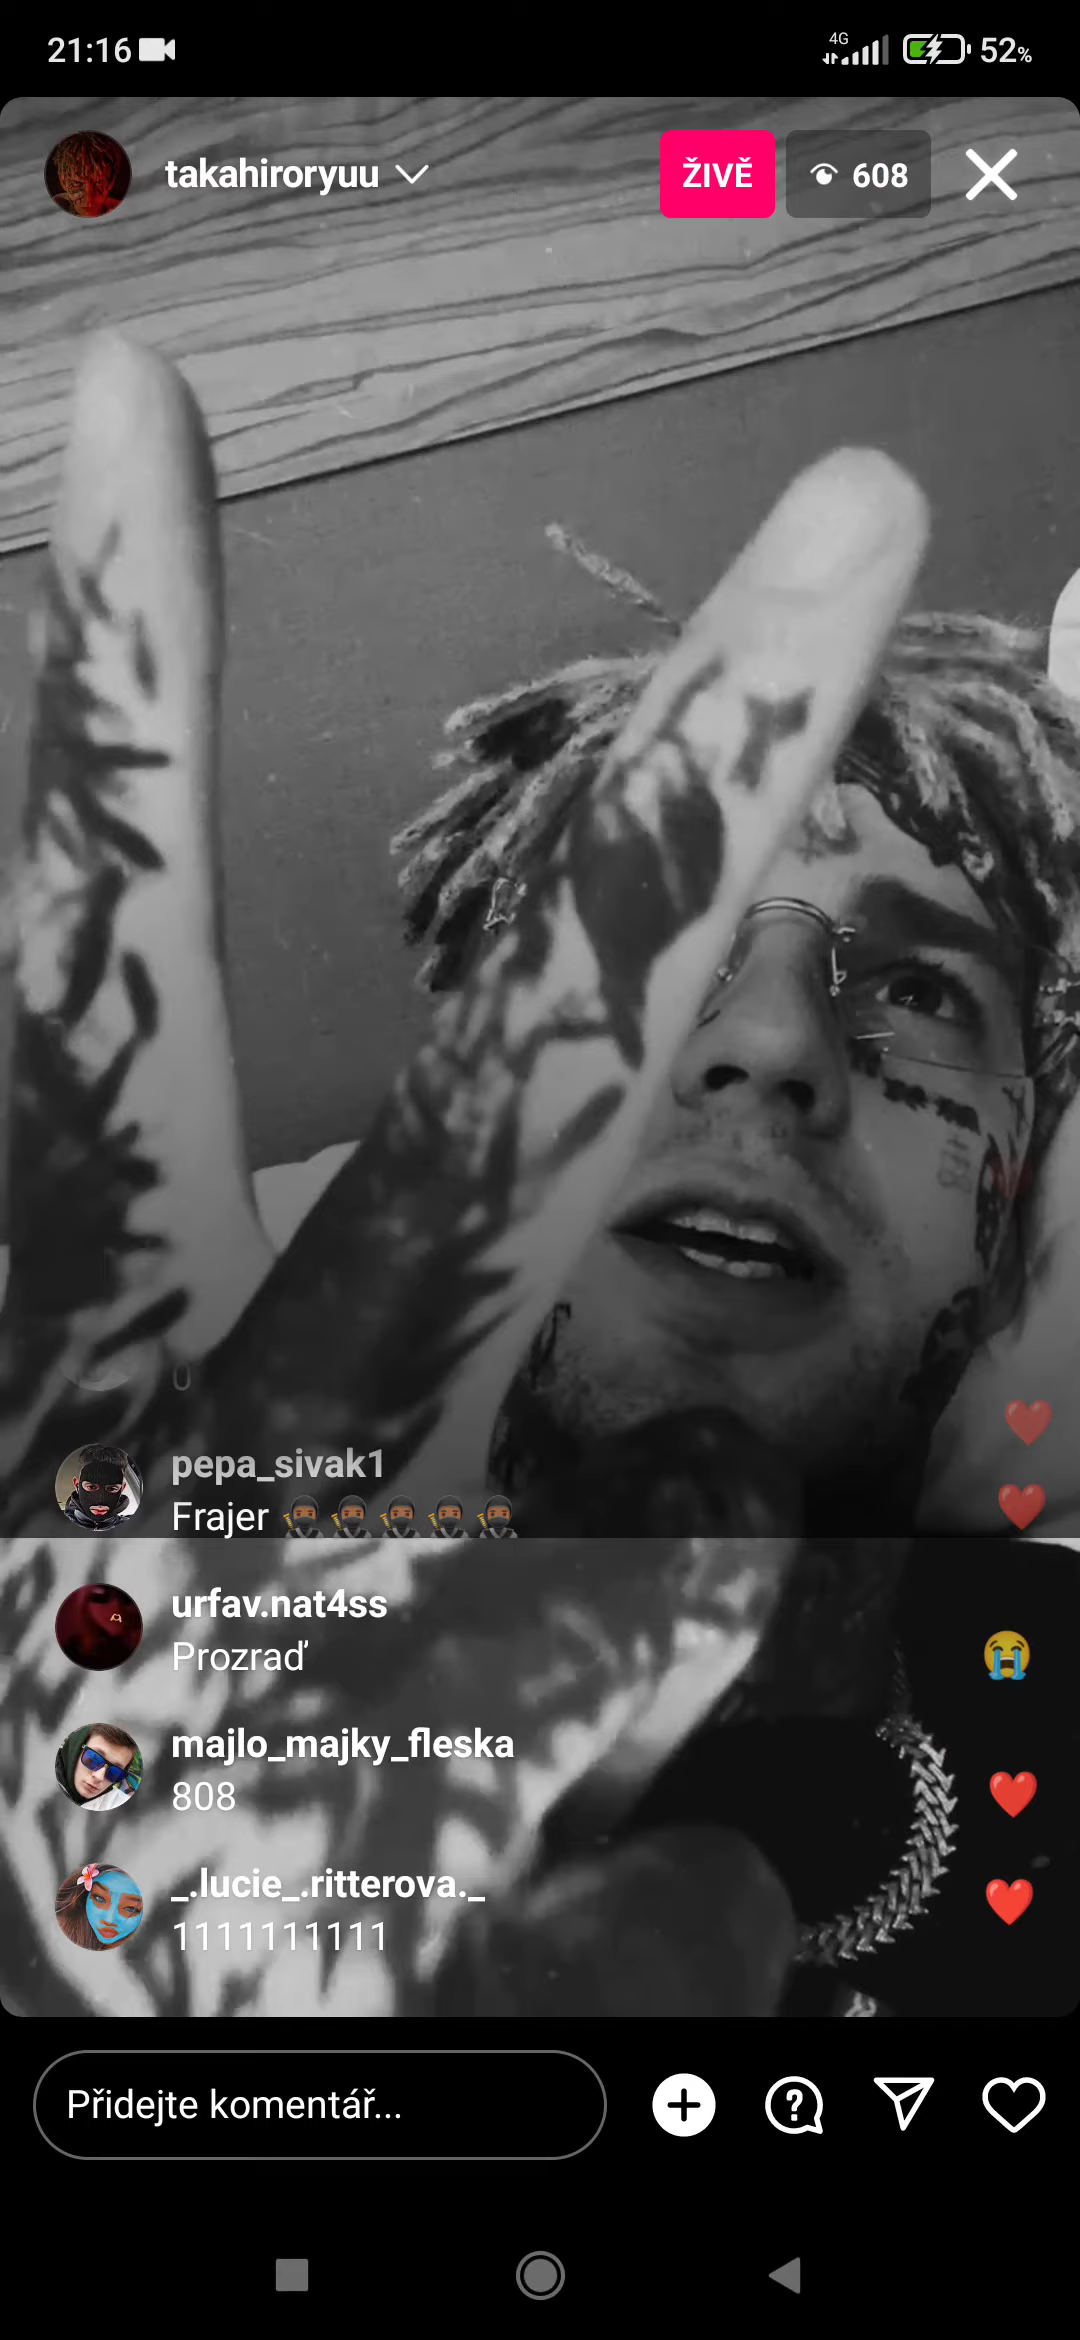 21:16
4G
52%
takahiroryuu
ŽIVĚ
608
pepa_sivak1
Frajer 🥷🏾🥷🏾🥷🏾🥷🏾🥷🏾
urfav.nat4ss
Prozraď
majlo_majky_fleska
808
_.lucie_.ritterova._
1111111111
Přidejte komentář...